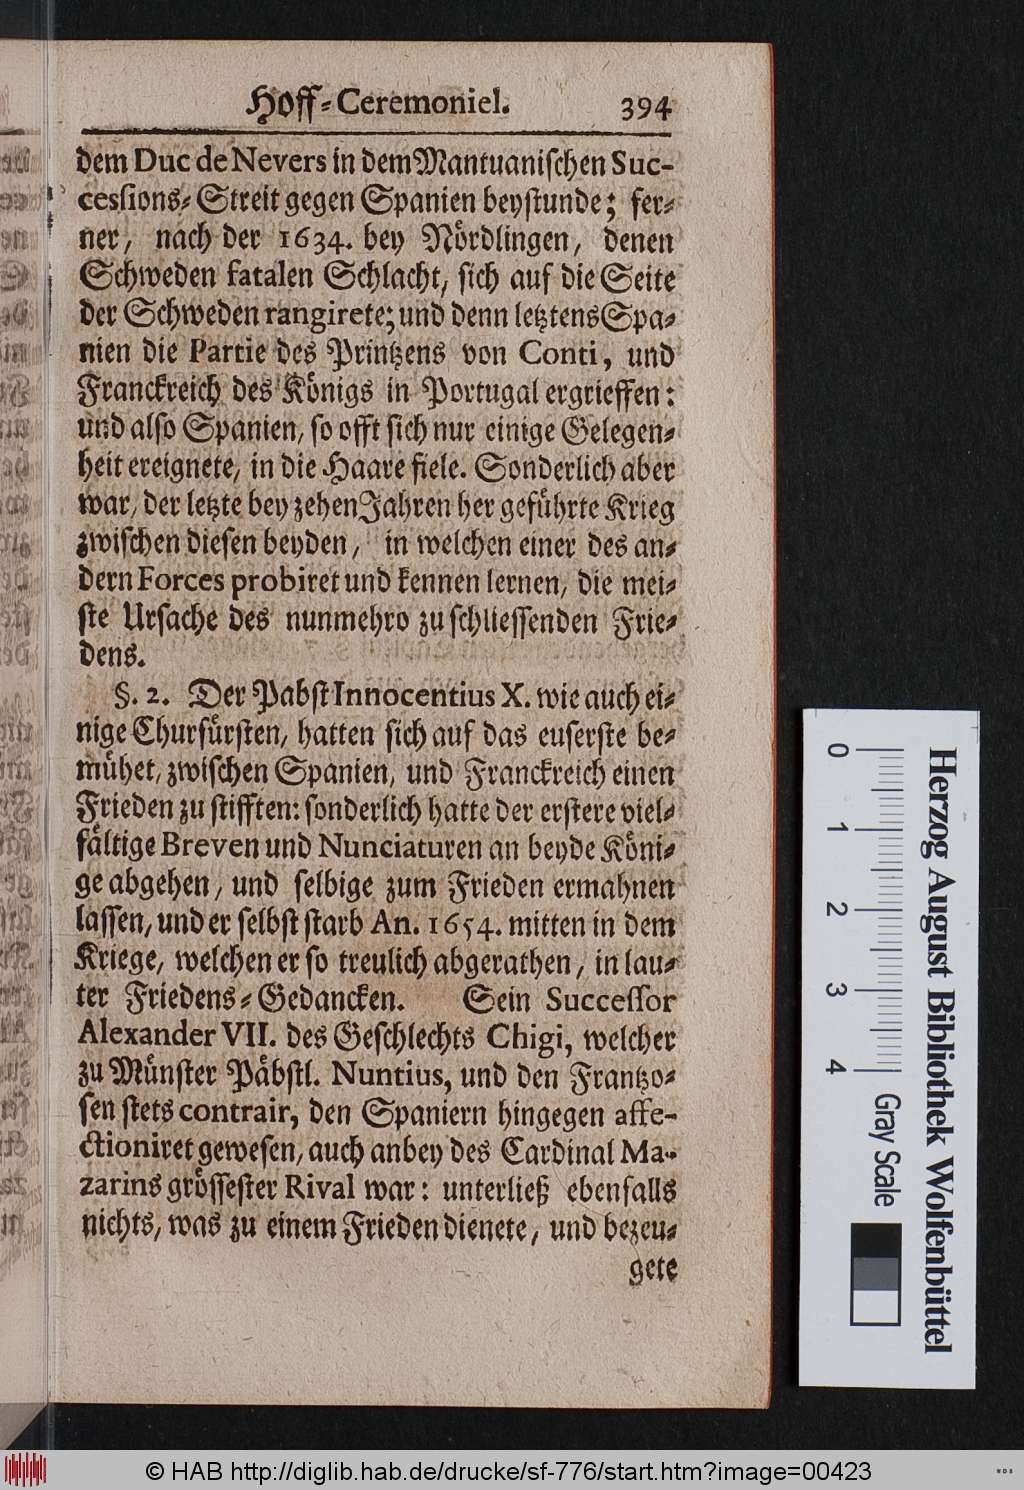 Hoff-Ceremoniel. 394
dem Duc de Nevers in dem Mantuanischen Suc-
cessions-Streit gegen Spanien beystunde; fer-
ner, nach der 1634. bey Nördlingen, denen
Schweden fatalen Schlacht, sich auf die Seite
der Schweden rangirete; und denn letztens Spa-
nien die Partie des Printzens von Conti, und
Franckreich des Königs in Portugal ergrieffen:
und also Spanien, so offt sich nur einige Gelegen-
heit ereignete, in die Haare fiele. Sonderlich aber
war, der letzte bey zehen Jahren her geführte Krieg
zwischen diesen beyden, in welchen einer des an-
dern Forces probiret und kennen lernen, die mei-
ste Ursache des nunmehro zu schliessenden Frie-
dens.
§. 2. Der Pabst Innocentius X. wie auch ei-
nige Churfürsten, hatten sich auf das euserste be-
mühet, zwischen Spanien, und Franckreich einen
Frieden zu stifften: sonderlich hatte der erstere viel-
fältige Breven und Nunciaturen an beyde Köni-
ge abgehen, und selbige zum Frieden ermahnen
lassen, und er selbst starb An. 1654. mitten in dem
Kriege, welchen er so treulich abgerathen, in lau-
ter Friedens-Gedancken. Sein Successor
Alexander VII. des Geschlechts Chigi, welcher
zu Münster Päbstl. Nuntius, und den Frantzo-
sen stets contrair, den Spaniern hingegen affe-
ctioniret gewesen, auch anbey des Cardinal Ma-
zarins grössester Rival war: unterließ ebenfalls
nichts, was zu einem Frieden dienete, und bezeu-
gete
0 1 2 3 4
Gray Scale
Herzog August Bibliothek Wolfenbüttel
© HAB http://diglib.hab.de/drucke/sf-776/start.htm?image=00423